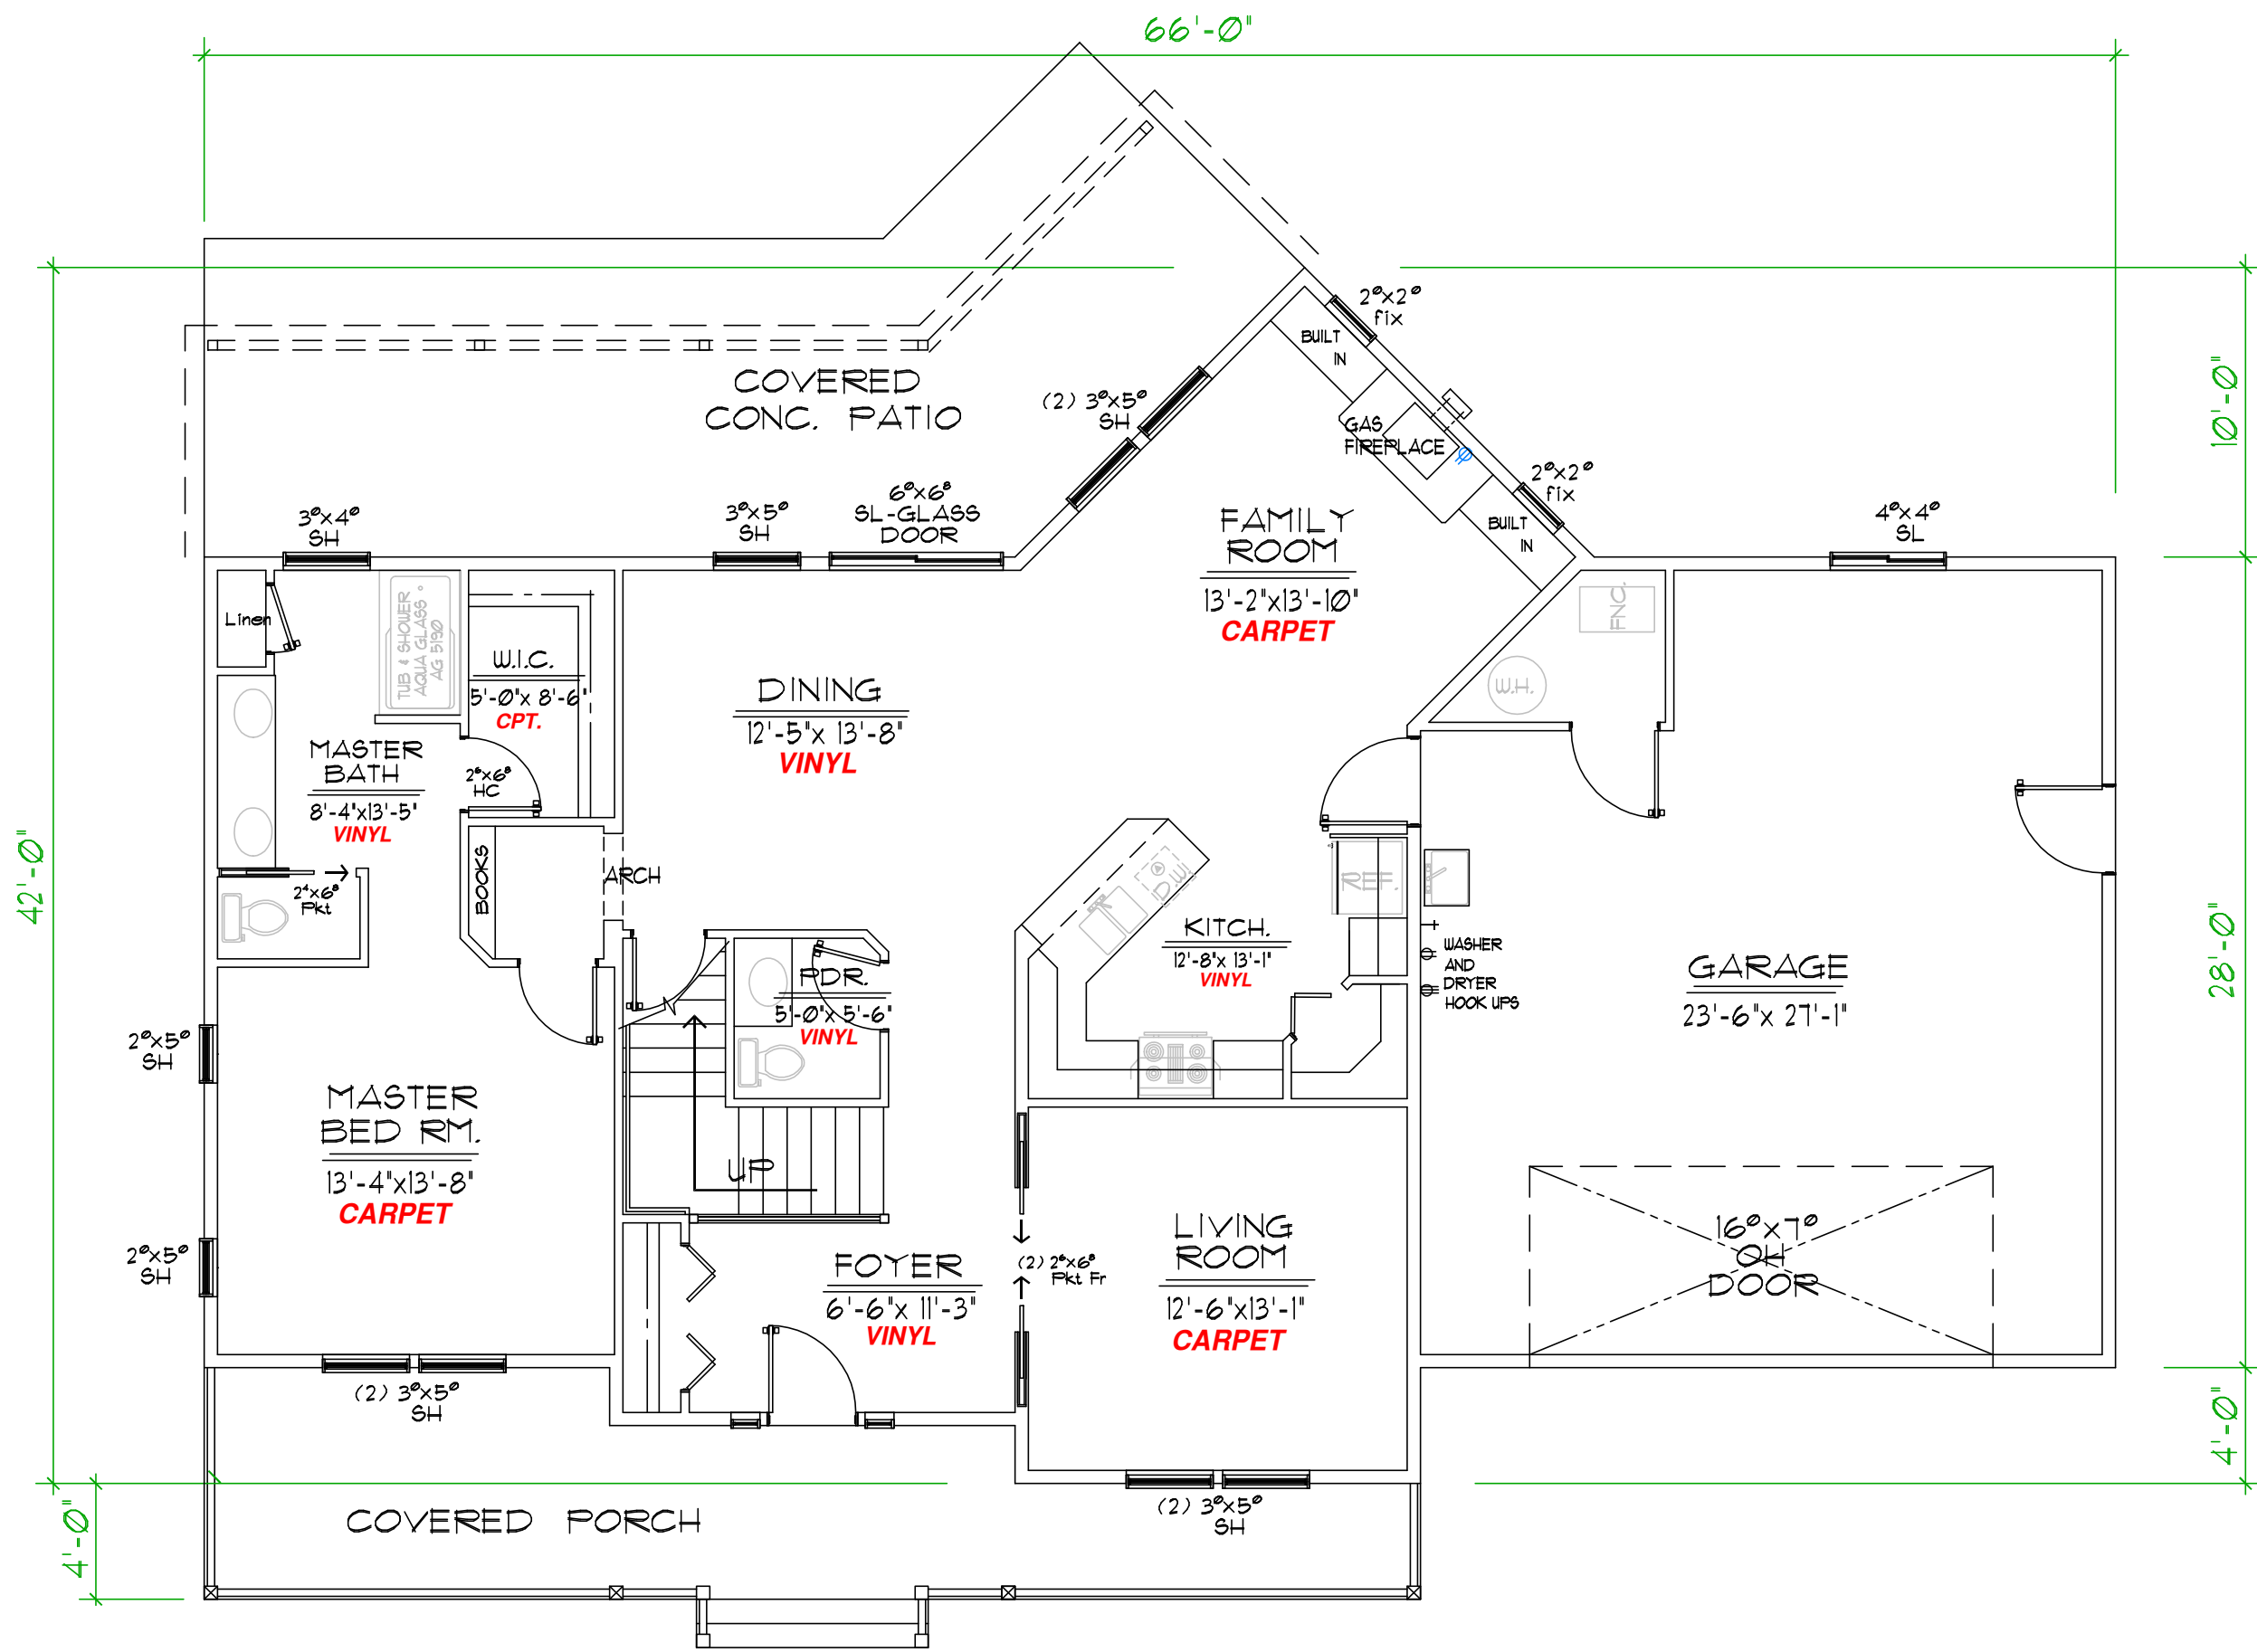 66'-0"
2⁰x2⁰
fix
BUILT
IN
COVERED
CONC. PATIO
(2) 3⁰x5⁰
SH
GAS
FIREPLACE
10'-0"
2⁰x2⁰
fix
BUILT
IN
3⁰x4⁰
SH
3⁰x5⁰
SH
6⁰x6⁸
SL-GLASS
DOOR
FAMILY
ROOM
13'-2"x13'-10"
CARPET
4⁰x4⁰
SL
Linen
TUB & SHOWER
AQUA GLASS
AG 5190
W.I.C.
5'-0"x 8'-6"
CPT.
FNC.
W.H.
DINING
12'-5"x 13'-8"
VINYL
MASTER
BATH
8'-4"x13'-5"
VINYL
2⁶x6⁸
HC
42'-0"
BOOKS
ARCH
2⁴x6⁸
Pkt
D.W.
REF.
KITCH.
12'-8"x 13'-1"
VINYL
WASHER
AND
DRYER
HOOK UPS
GARAGE
23'-6"x 27'-1"
28'-0"
PDR.
5'-0"x 5'-6"
VINYL
2⁰x5⁰
SH
MASTER
BED RM.
13'-4"x13'-8"
CARPET
UP
2⁰x5⁰
SH
FOYER
6'-6"x 11'-3"
VINYL
(2) 2⁶x6⁸
Pkt Fr
LIVING
ROOM
12'-6"x13'-1"
CARPET
16⁰x7⁰
OH
DOOR
(2) 3⁰x5⁰
SH
4'-0"
(2) 3⁰x5⁰
SH
COVERED PORCH
4'-0"